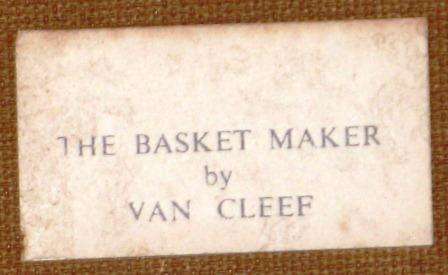 THE BASKET MAKER
by
VAN CLEEF